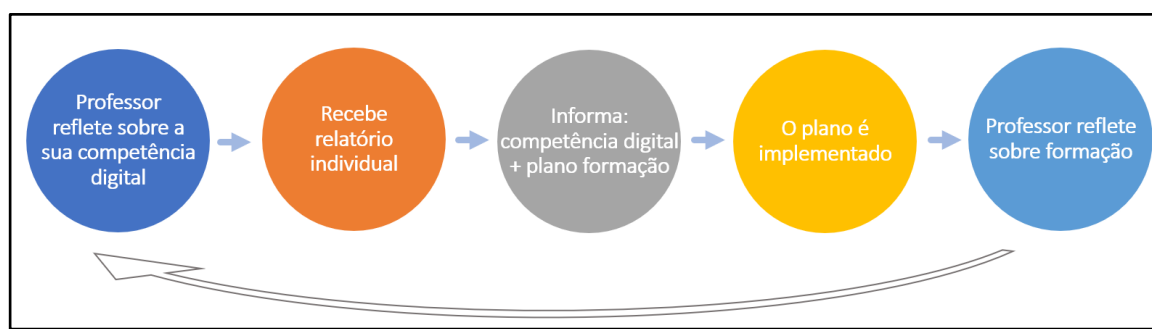 Professor
reflete sobre a
sua competência
digital
Recebe
relatório
individual
Informa:
competência digital
+ plano formação
O plano é
implementado
Professor reflete
sobre formação